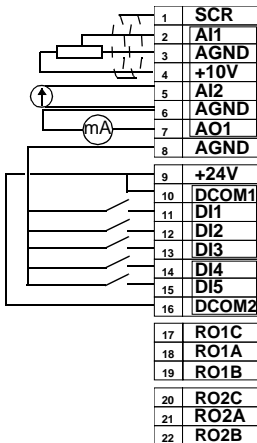 1 SCR
2 AI1
3 AGND
4 +10V
5 AI2
6 AGND
mA
7 AO1
8 AGND
9 +24V
10 DCOM1
11 DI1
12 DI2
13 DI3
14 DI4
15 DI5
16 DCOM2
17 RO1C
18 RO1A
19 RO1B
20 RO2C
21 RO2A
22 RO2B